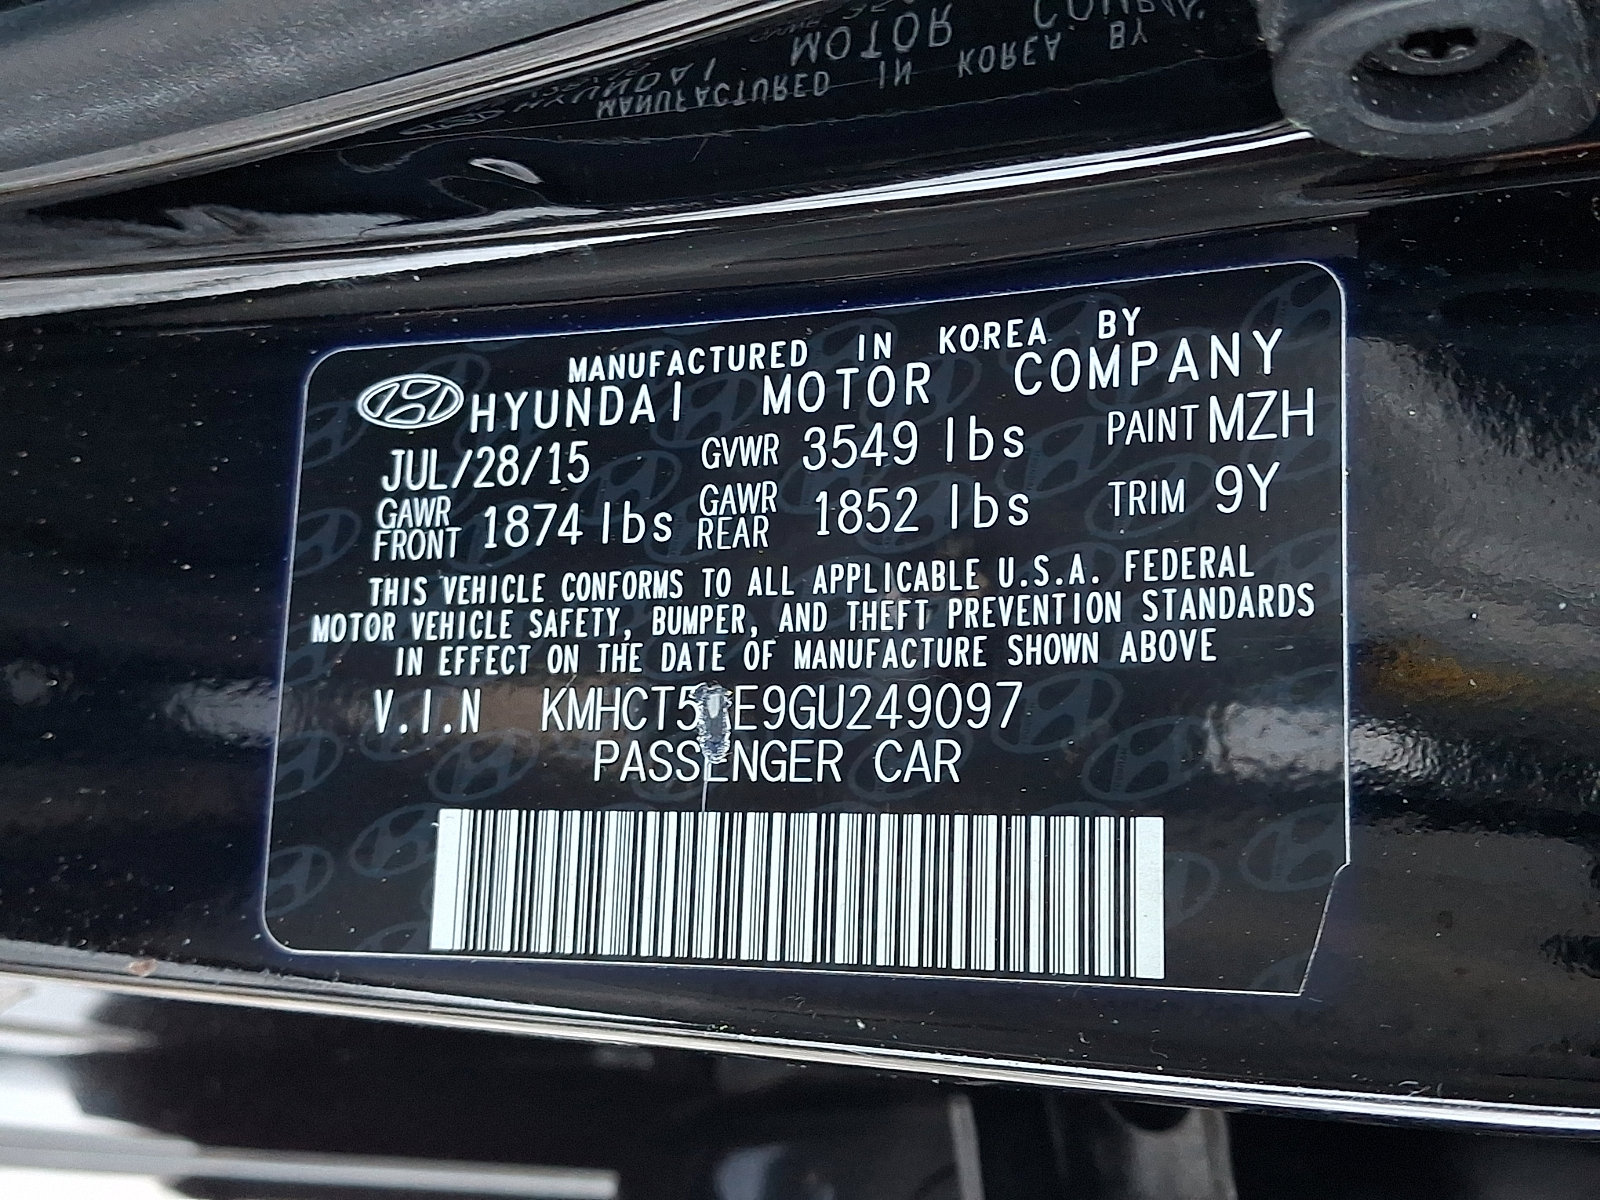 MANUFACTURED IN KOREA BY
HYUNDAI MOTOR COMPANY
JUL/28/15 GVWR 3549 lbs PAINT MZH
GAWR FRONT 1874 lbs GAWR REAR 1852 lbs TRIM 9Y
THIS VEHICLE CONFORMS TO ALL APPLICABLE U.S.A. FEDERAL
MOTOR VEHICLE SAFETY, BUMPER, AND THEFT PREVENTION STANDARDS
IN EFFECT ON THE DATE OF MANUFACTURE SHOWN ABOVE
V.I.N KMHCT5AE9GU249097
PASSENGER CAR